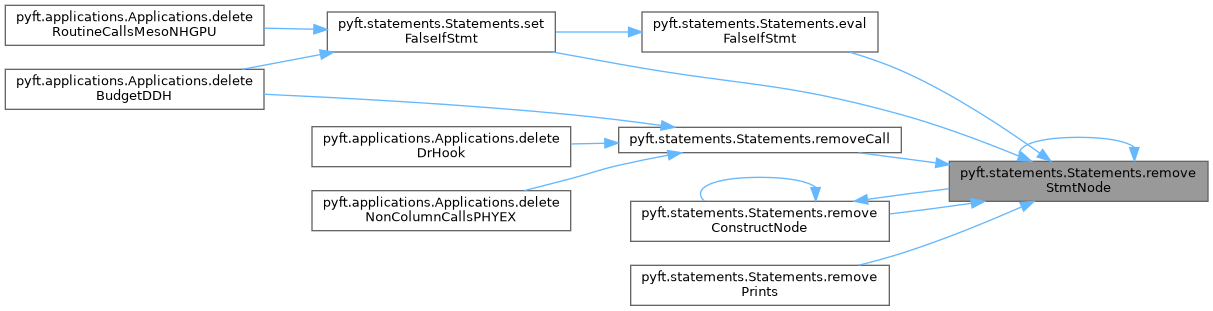 pyft.applications.Applications.delete
RoutineCallsMesoNHGPU
pyft.applications.Applications.delete
BudgetDDH
pyft.statements.Statements.set
FalseIfStmt
pyft.statements.Statements.eval
FalseIfStmt
pyft.applications.Applications.delete
DrHook
pyft.applications.Applications.delete
NonColumnCallsPHYEX
pyft.statements.Statements.removeCall
pyft.statements.Statements.remove
ConstructNode
pyft.statements.Statements.remove
Prints
pyft.statements.Statements.remove
StmtNode